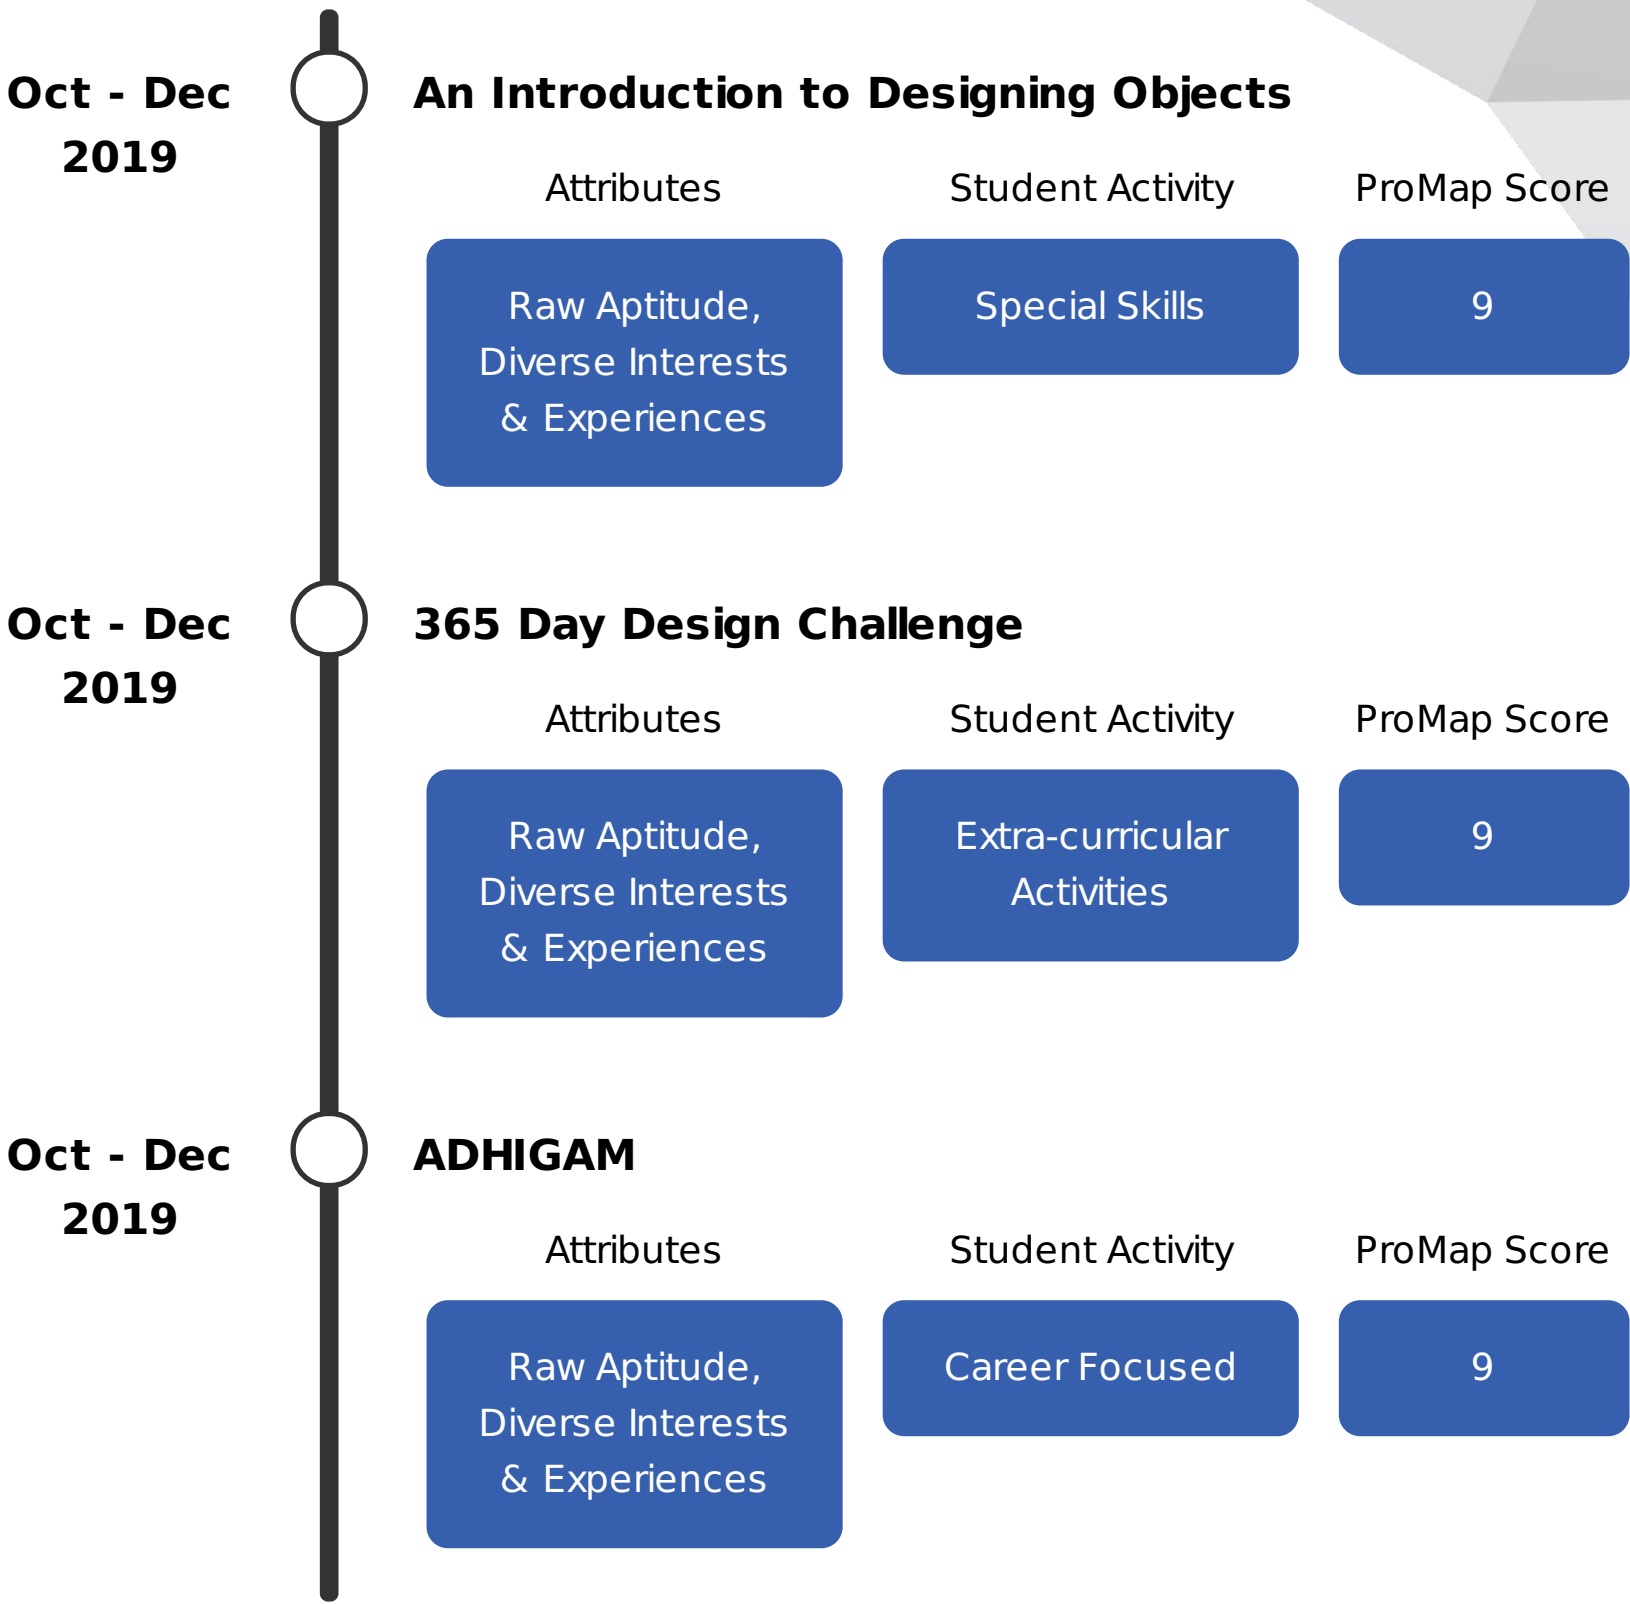 Oct - Dec
2019
An Introduction to Designing Objects
Attributes
Student Activity
ProMap Score
Raw Aptitude,
Diverse Interests
& Experiences
Special Skills
9
Oct - Dec
2019
365 Day Design Challenge
Attributes
Student Activity
ProMap Score
Raw Aptitude,
Diverse Interests
& Experiences
Extra-curricular
Activities
9
Oct - Dec
2019
ADHIGAM
Attributes
Student Activity
ProMap Score
Raw Aptitude,
Diverse Interests
& Experiences
Career Focused
9